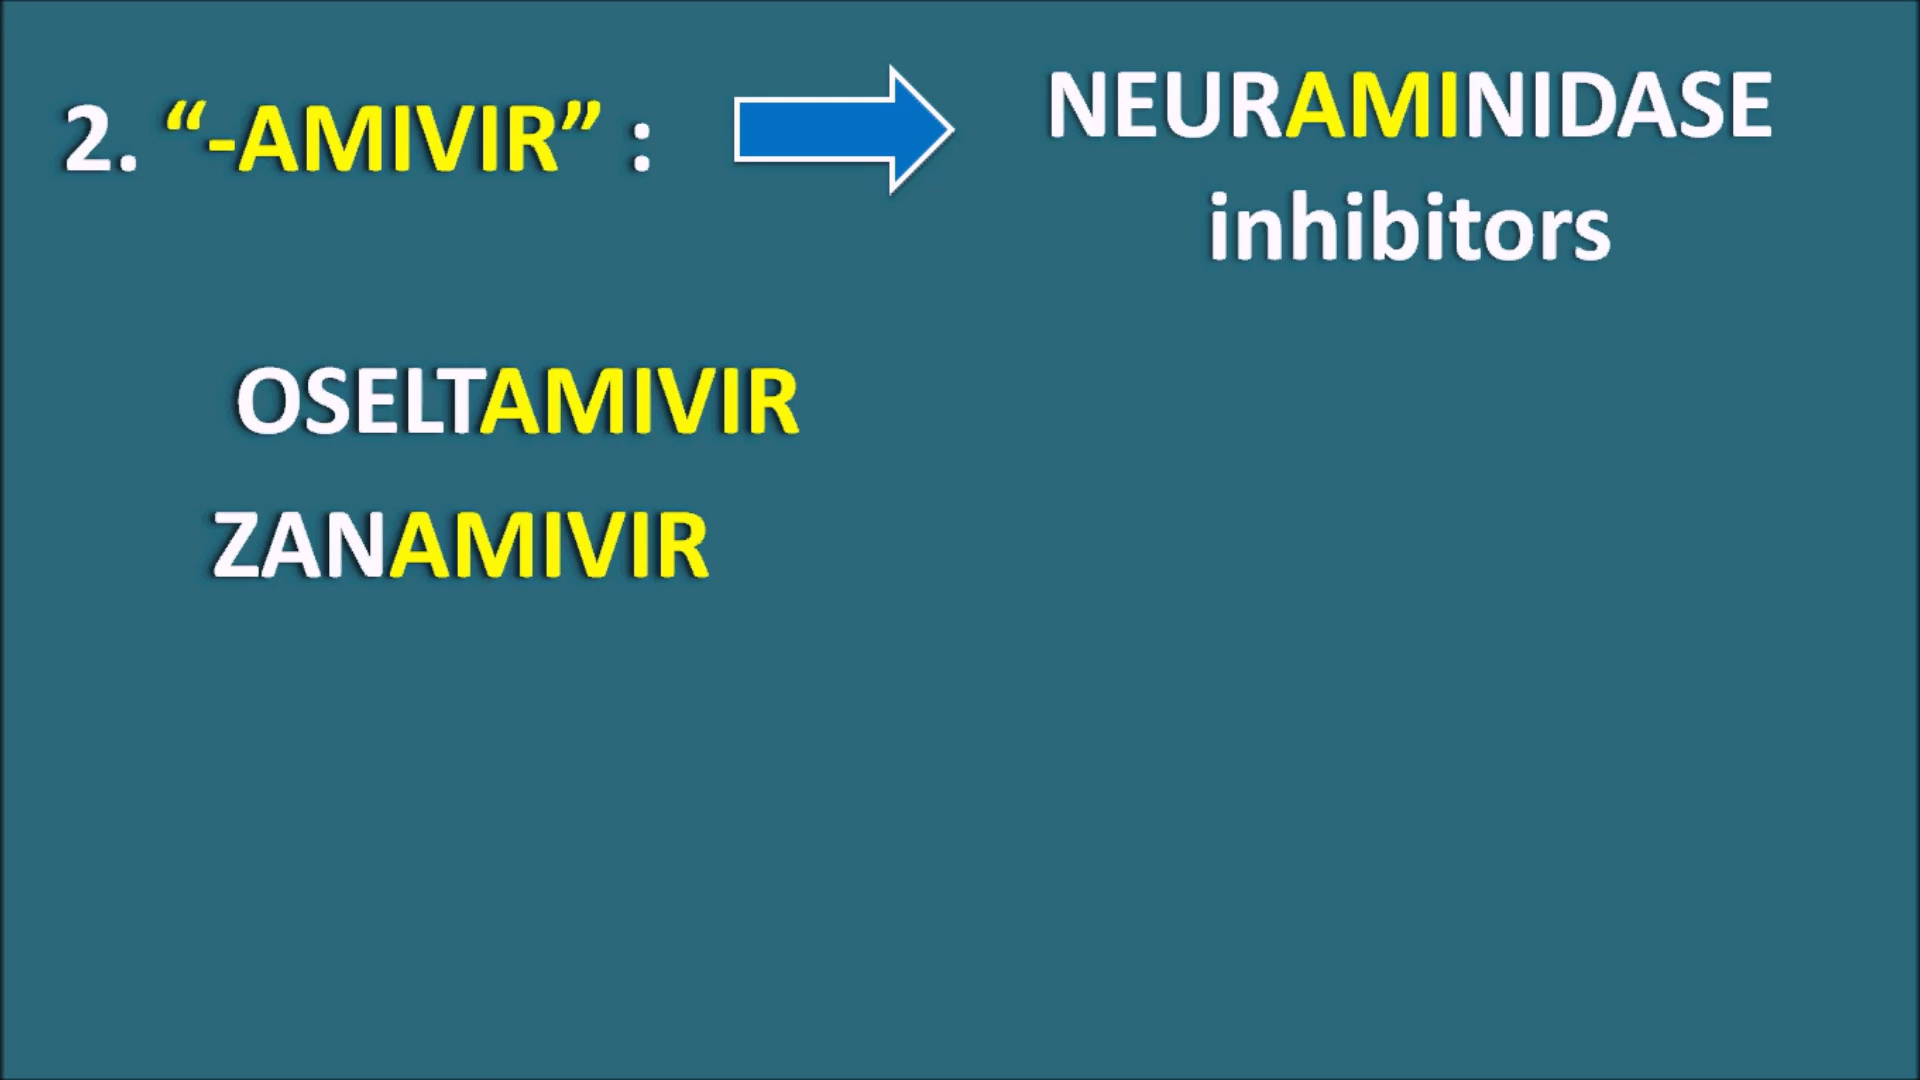 2. “-AMIVIR” :
NEURAMINIDASE
inhibitors
OSELTAMIVIR
ZANAMIVIR